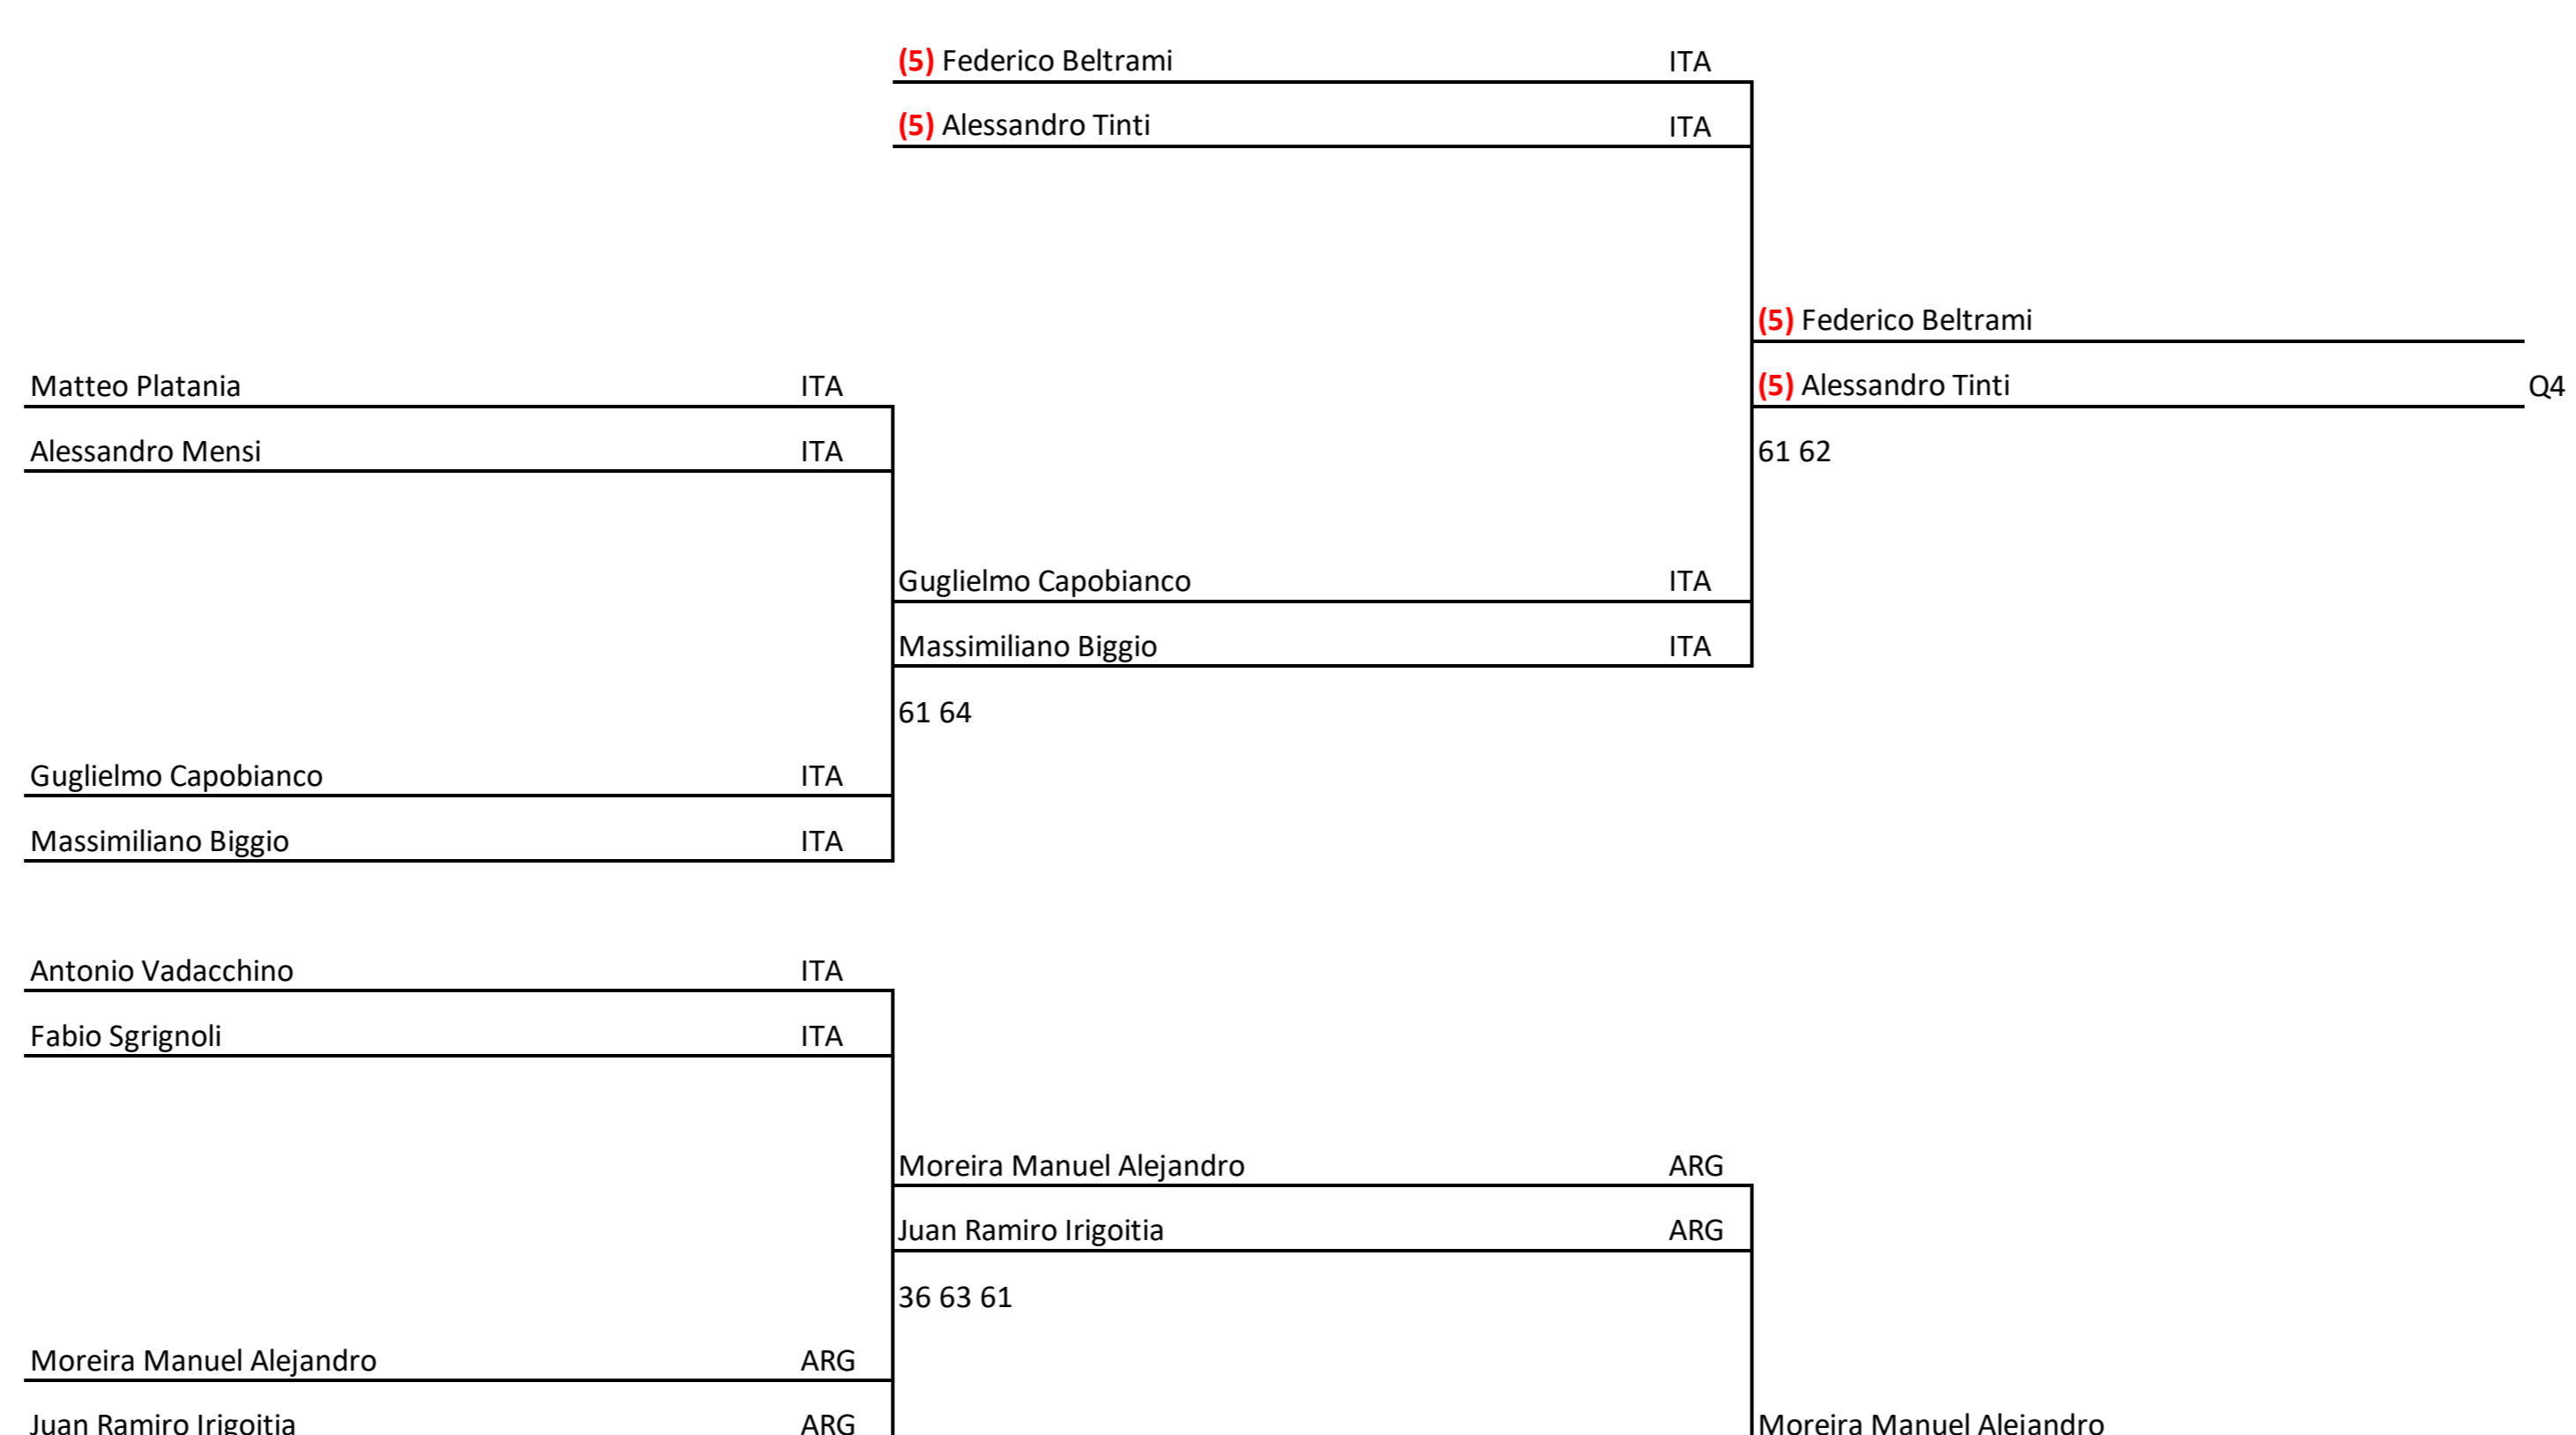 (5) Federico Beltrami ITA
(5) Alessandro Tinti ITA
(5) Federico Beltrami
Matteo Platania ITA
(5) Alessandro Tinti Q4
Alessandro Mensi ITA
61 62
Guglielmo Capobianco ITA
Massimiliano Biggio ITA
61 64
Guglielmo Capobianco ITA
Massimiliano Biggio ITA
Antonio Vadacchino ITA
Fabio Sgrignoli ITA
Moreira Manuel Alejandro ARG
Juan Ramiro Irigoitia ARG
36 63 61
Moreira Manuel Alejandro ARG
Juan Ramiro Irigoitia ARG
Moreira Manuel Alejandro